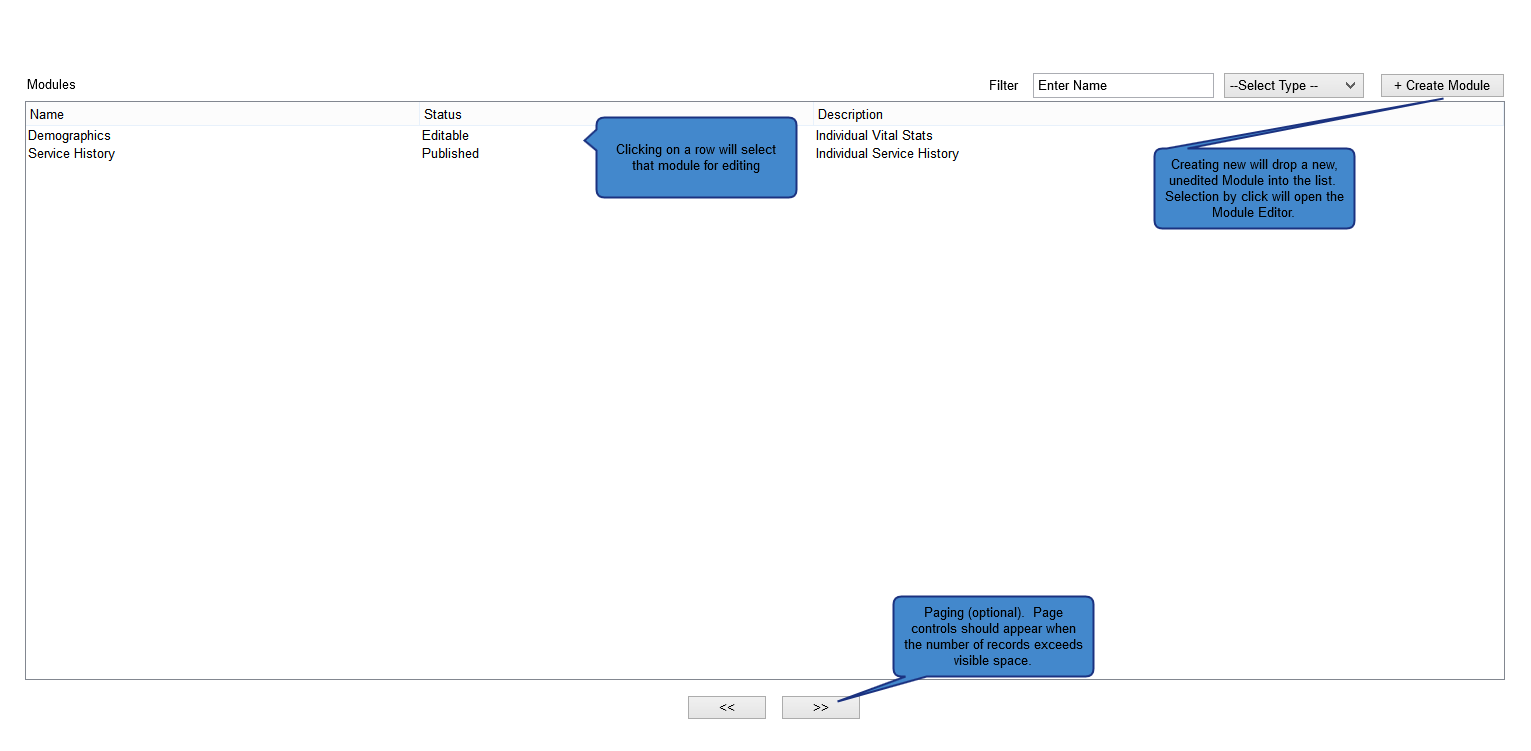 Modules
Filter
Enter Name
--Select Type --
+ Create Module
Name Status Description
Demographics Editable Individual Vital Stats
Service History Published Individual Service History
Clicking on a row will select
that module for editing
Creating new will drop a new,
unedited Module into the list.
Selection by click will open the
Module Editor.
Paging (optional).  Page
controls should appear when
the number of records exceeds
visible space.
<<
>>